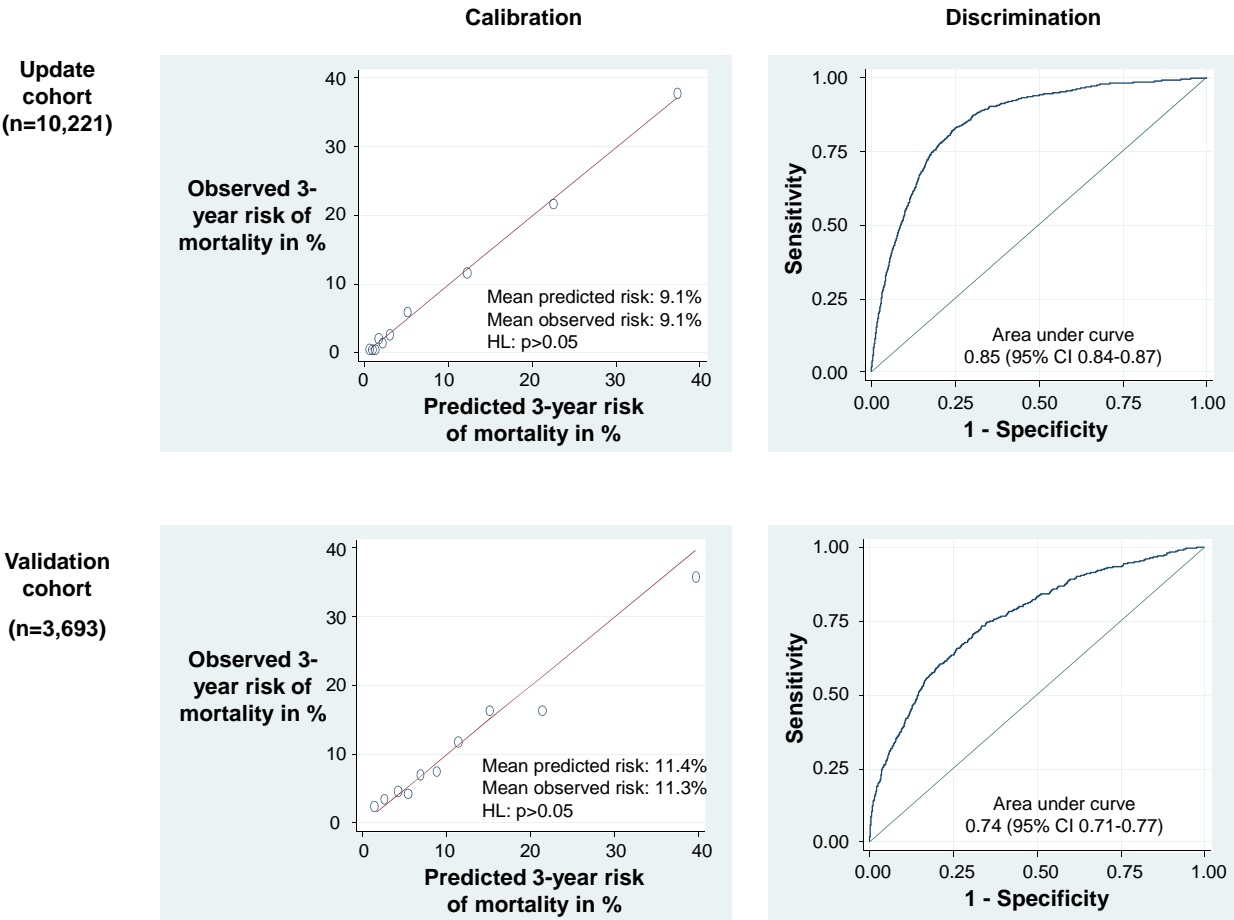 Calibration
Discrimination
Update
cohort
(n=10,221)
Observed 3-
year risk of
mortality in %
40
30
20
10
0
Mean predicted risk: 9.1%
Mean observed risk: 9.1%
HL: p>0.05
0 10 20 30 40
Predicted 3-year risk
of mortality in %
Sensitivity
1.00
0.75
0.50
0.25
0.00
Area under curve
0.85 (95% CI 0.84-0.87)
0.00 0.25 0.50 0.75 1.00
1 - Specificity
Validation
cohort
(n=3,693)
Observed 3-
year risk of
mortality in %
40
30
20
10
0
Mean predicted risk: 11.4%
Mean observed risk: 11.3%
HL: p>0.05
0 10 20 30 40
Predicted 3-year risk
of mortality in %
Sensitivity
1.00
0.75
0.50
0.25
0.00
Area under curve
0.74 (95% CI 0.71-0.77)
0.00 0.25 0.50 0.75 1.00
1 - Specificity